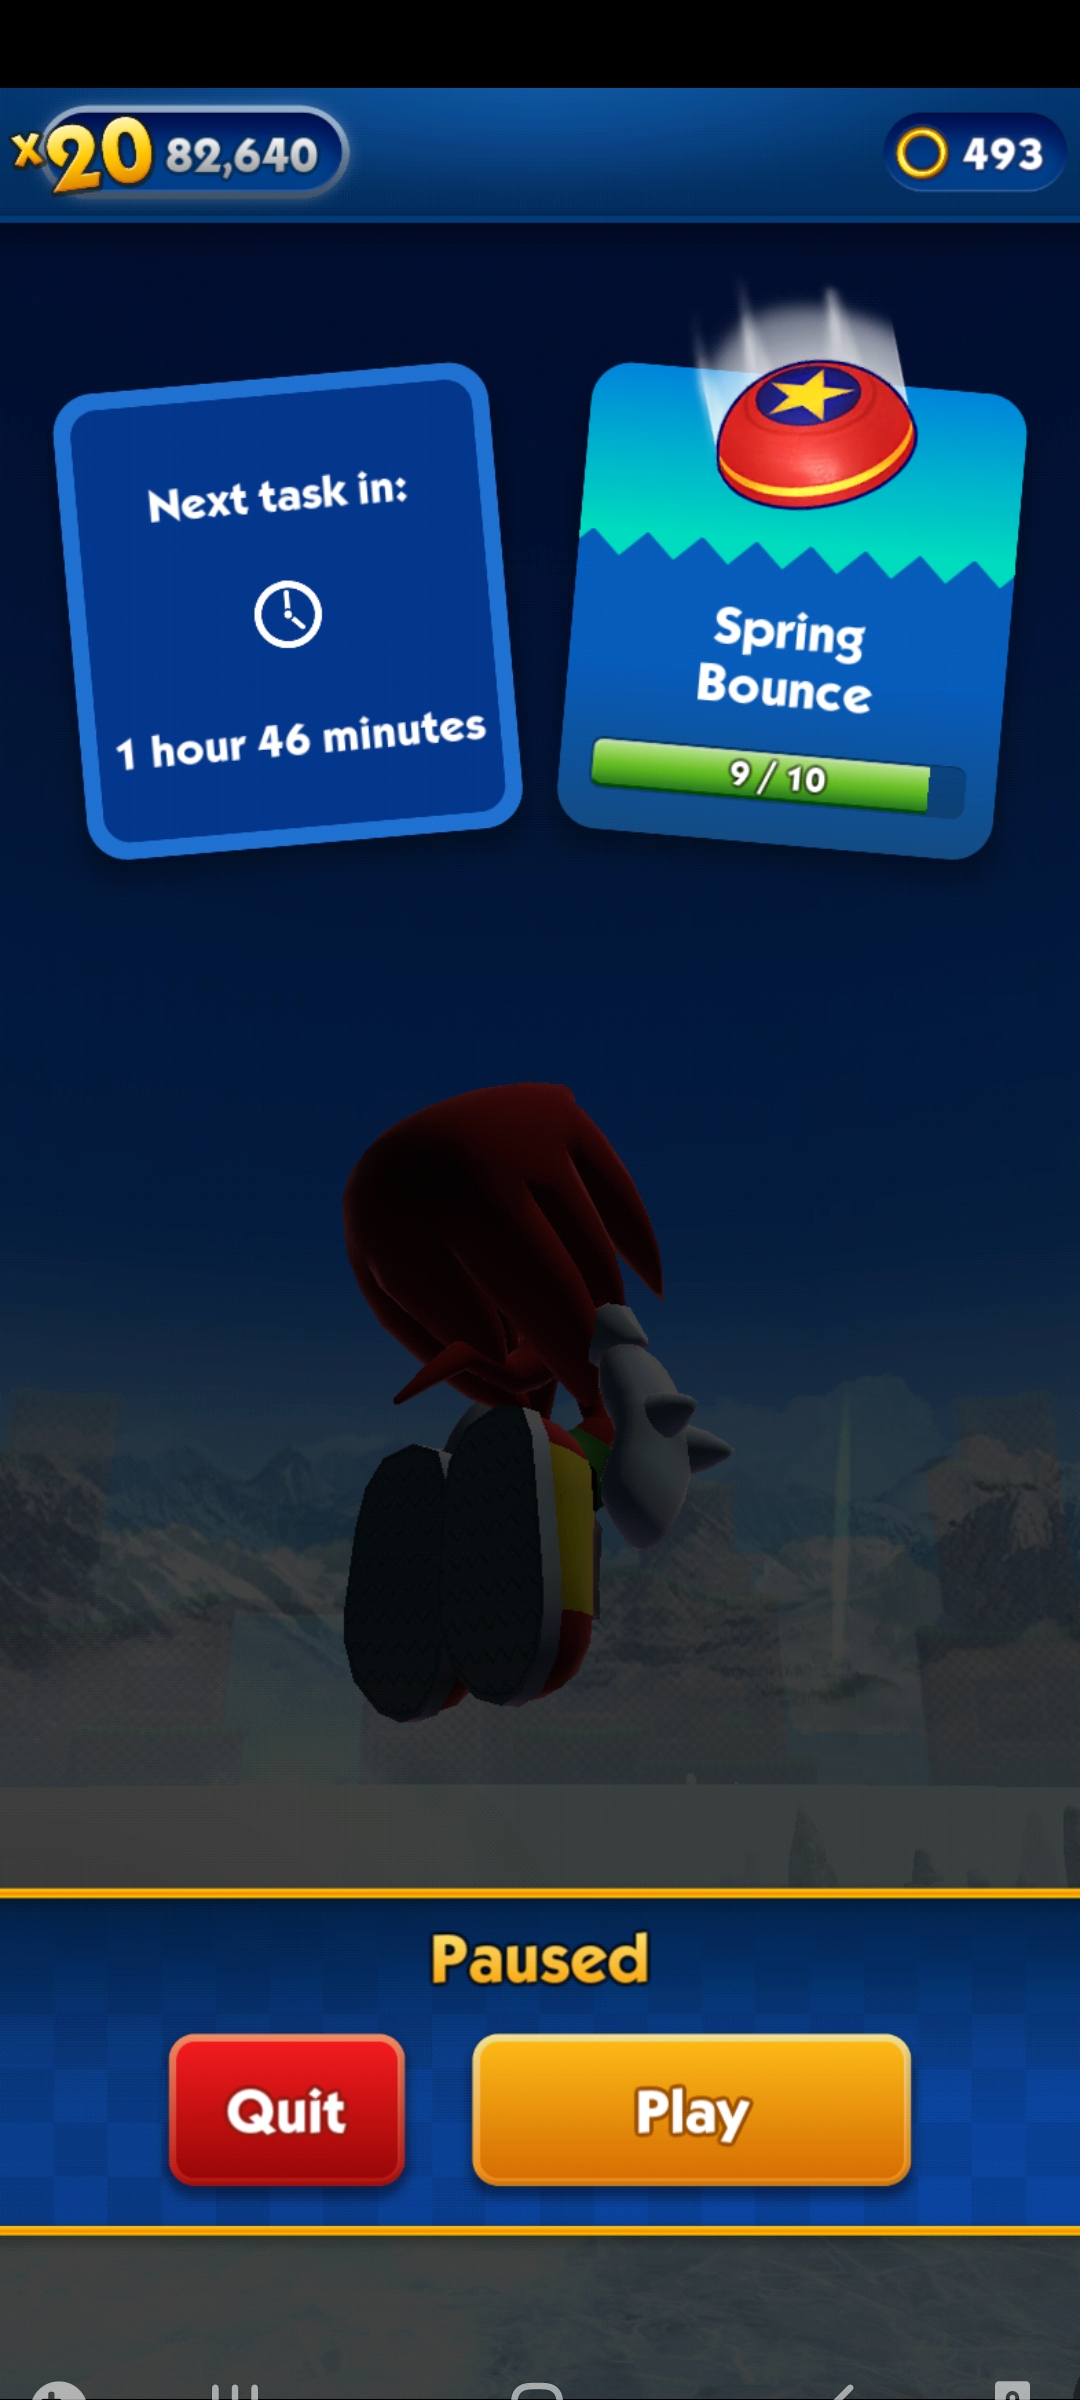 x20 82,640
493
Next task in:
1 hour 46 minutes
Spring
Bounce
9 / 10
Paused
Quit
Play